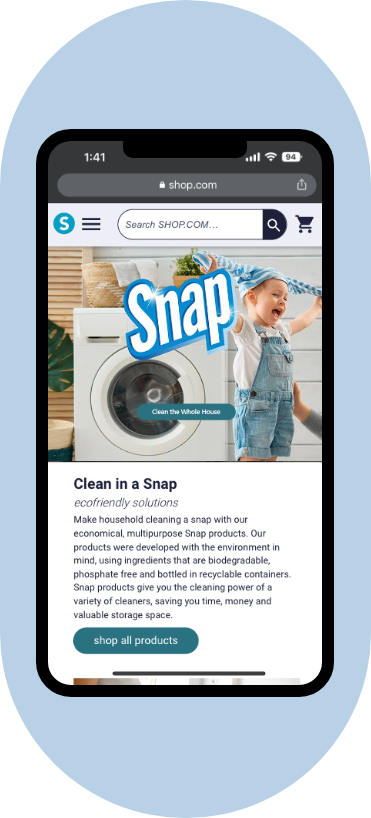 1:41
94
shop.com
S
Search SHOP.COM...
Snap
Clean the Whole House
Clean in a Snap
ecofriendly solutions
Make household cleaning a snap with our
economical, multipurpose Snap products. Our
products were developed with the environment in
mind, using ingredients that are biodegradable,
phosphate free and bottled in recyclable containers.
Snap products give you the cleaning power of a
variety of cleaners, saving you time, money and
valuable storage space.
shop all products